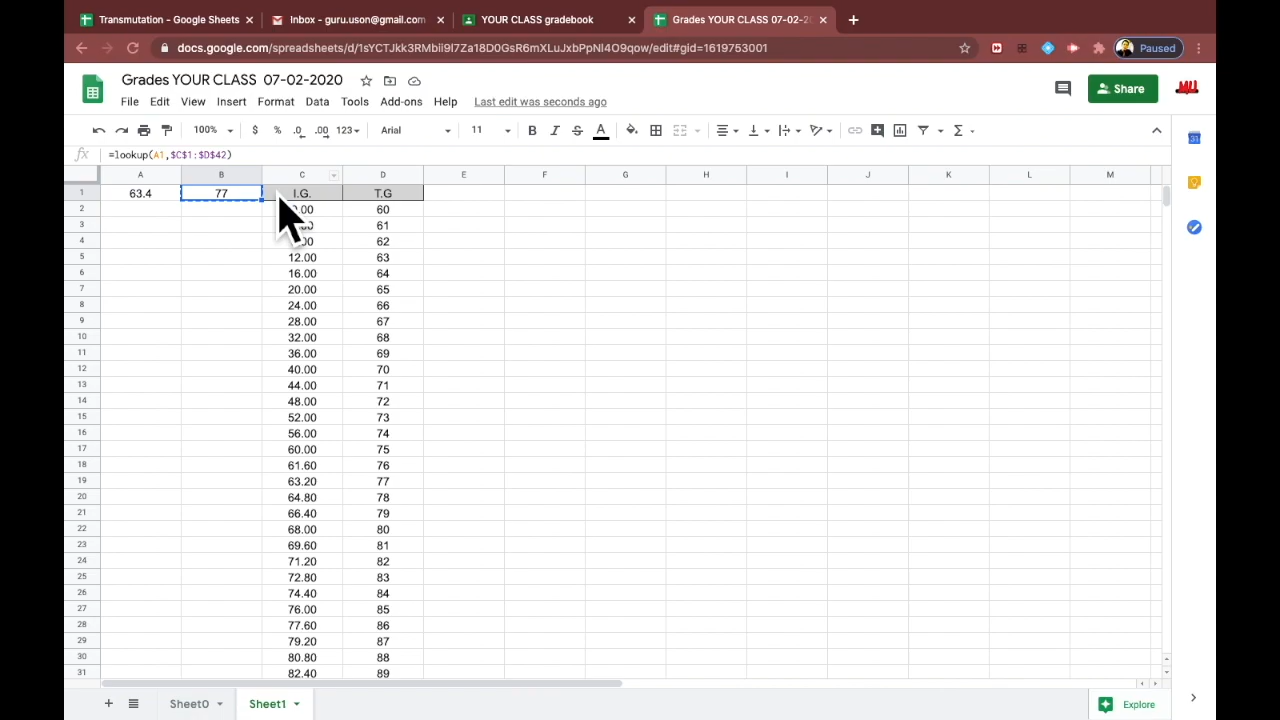 Transmutation - Google Sheets
Inbox - guru.uson@gmail.com
YOUR CLASS gradebook
Grades YOUR CLASS 07-02-20
docs.google.com/spreadsheets/d/1sYCTJkk3RMbii9I7Za18D0GsR6mXLuJxbPpNl4O9qow/edit#gid=1619753001
Paused
Grades YOUR CLASS 07-02-2020
File Edit View Insert Format Data Tools Add-ons Help Last edit was seconds ago
Share
100% $ % .0 .00 123 Arial 11 B I S A
fx =lookup(A1,$C$1:$D$42)
A B C D E F G H I J K L M
1 63.4 77 I.G. T.G
2 .00 60
3 61
4 .00 62
5 12.00 63
6 16.00 64
7 20.00 65
8 24.00 66
9 28.00 67
10 32.00 68
11 36.00 69
12 40.00 70
13 44.00 71
14 48.00 72
15 52.00 73
16 56.00 74
17 60.00 75
18 61.60 76
19 63.20 77
20 64.80 78
21 66.40 79
22 68.00 80
23 69.60 81
24 71.20 82
25 72.80 83
26 74.40 84
27 76.00 85
28 77.60 86
29 79.20 87
30 80.80 88
31 82.40 89
Sheet0 Sheet1
Explore
31